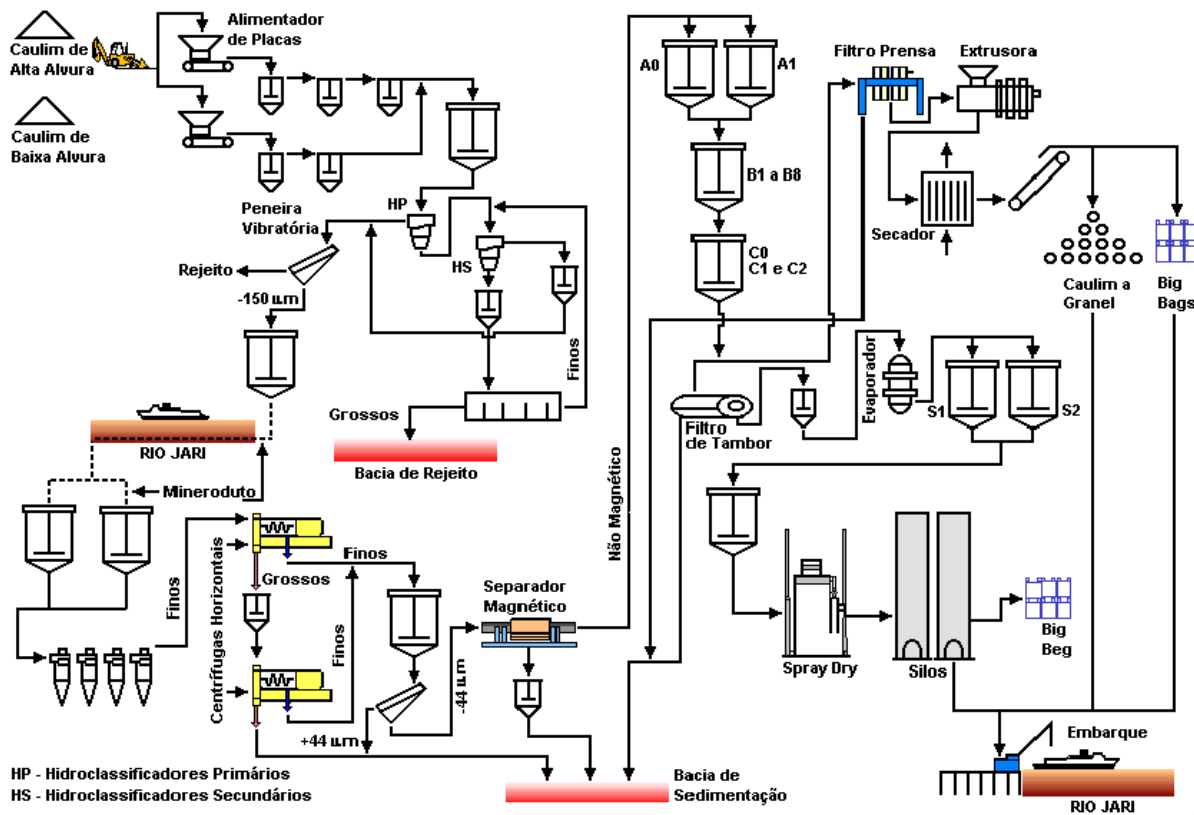 Caulim de
Alta Alvura
Alimentador
de Placas
Caulim de
Baixa Alvura
HP
Peneira
Vibratória
HS
Rejeito
-150 u.m
Finos
Grossos
Bacia de Rejeito
RIO JARI
Mineroduto
Finos
Centrífugas Horizontais
Grossos
Finos
Finos
+44 u.m
-44 u.m
Separador
Magnético
Não Magnético
A0
A1
B1 a B8
C0
C1 e C2
Filtro Prensa
Extrusora
Secador
Caulim a
Granel
Big
Bags
Evaporador
S1
S2
Filtro
de Tambor
Spray Dry
Silos
Big
Beg
Embarque
RIO JARI
Bacia de
Sedimentação
HP - Hidroclassificadores Primários
HS - Hidroclassificadores Secundários